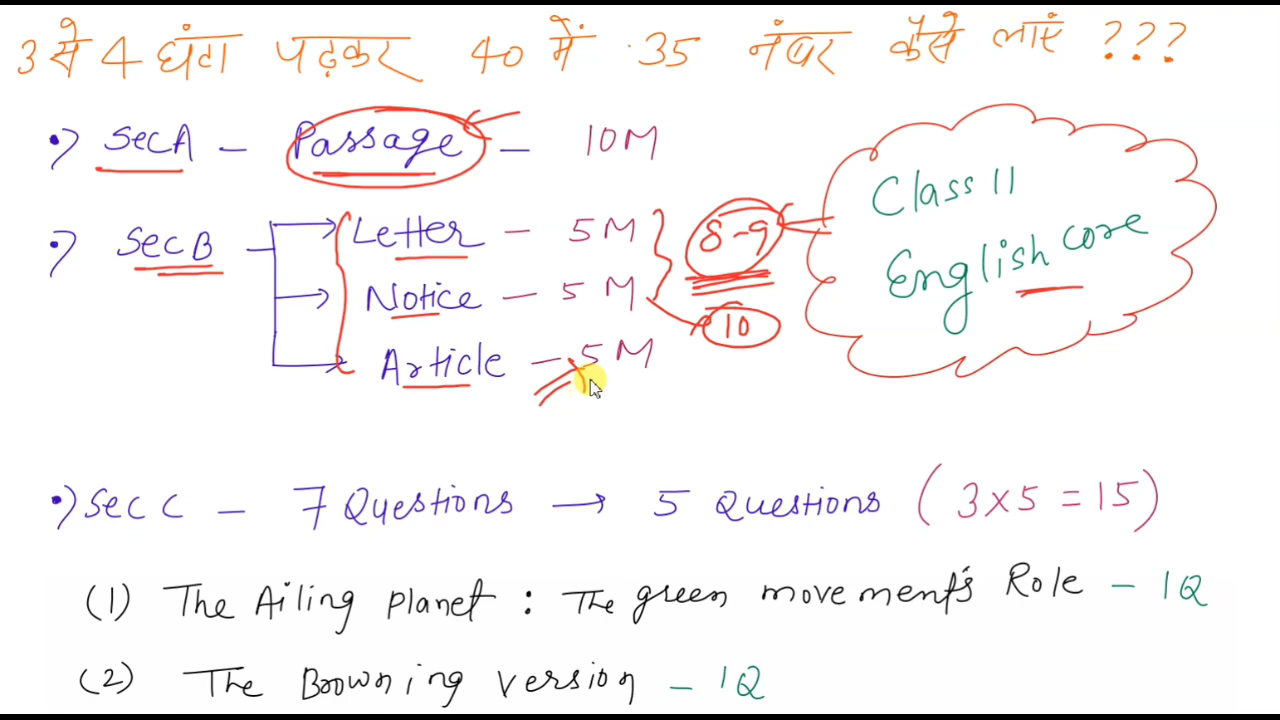 3 से 4 घंटा पढ़कर 40 में 35 नंबर कैसे लाएं ???
•) Sec A - Passage - 10M
•) Sec B
Letter - 5M
Notice - 5M
Article - 5M
8-9
10
Class 11
English core
•) Sec C - 7 Questions → 5 Questions (3×5=15)
(1) The Ailing planet : The green movement's Role - 1Q
(2) The Browning version - 1Q